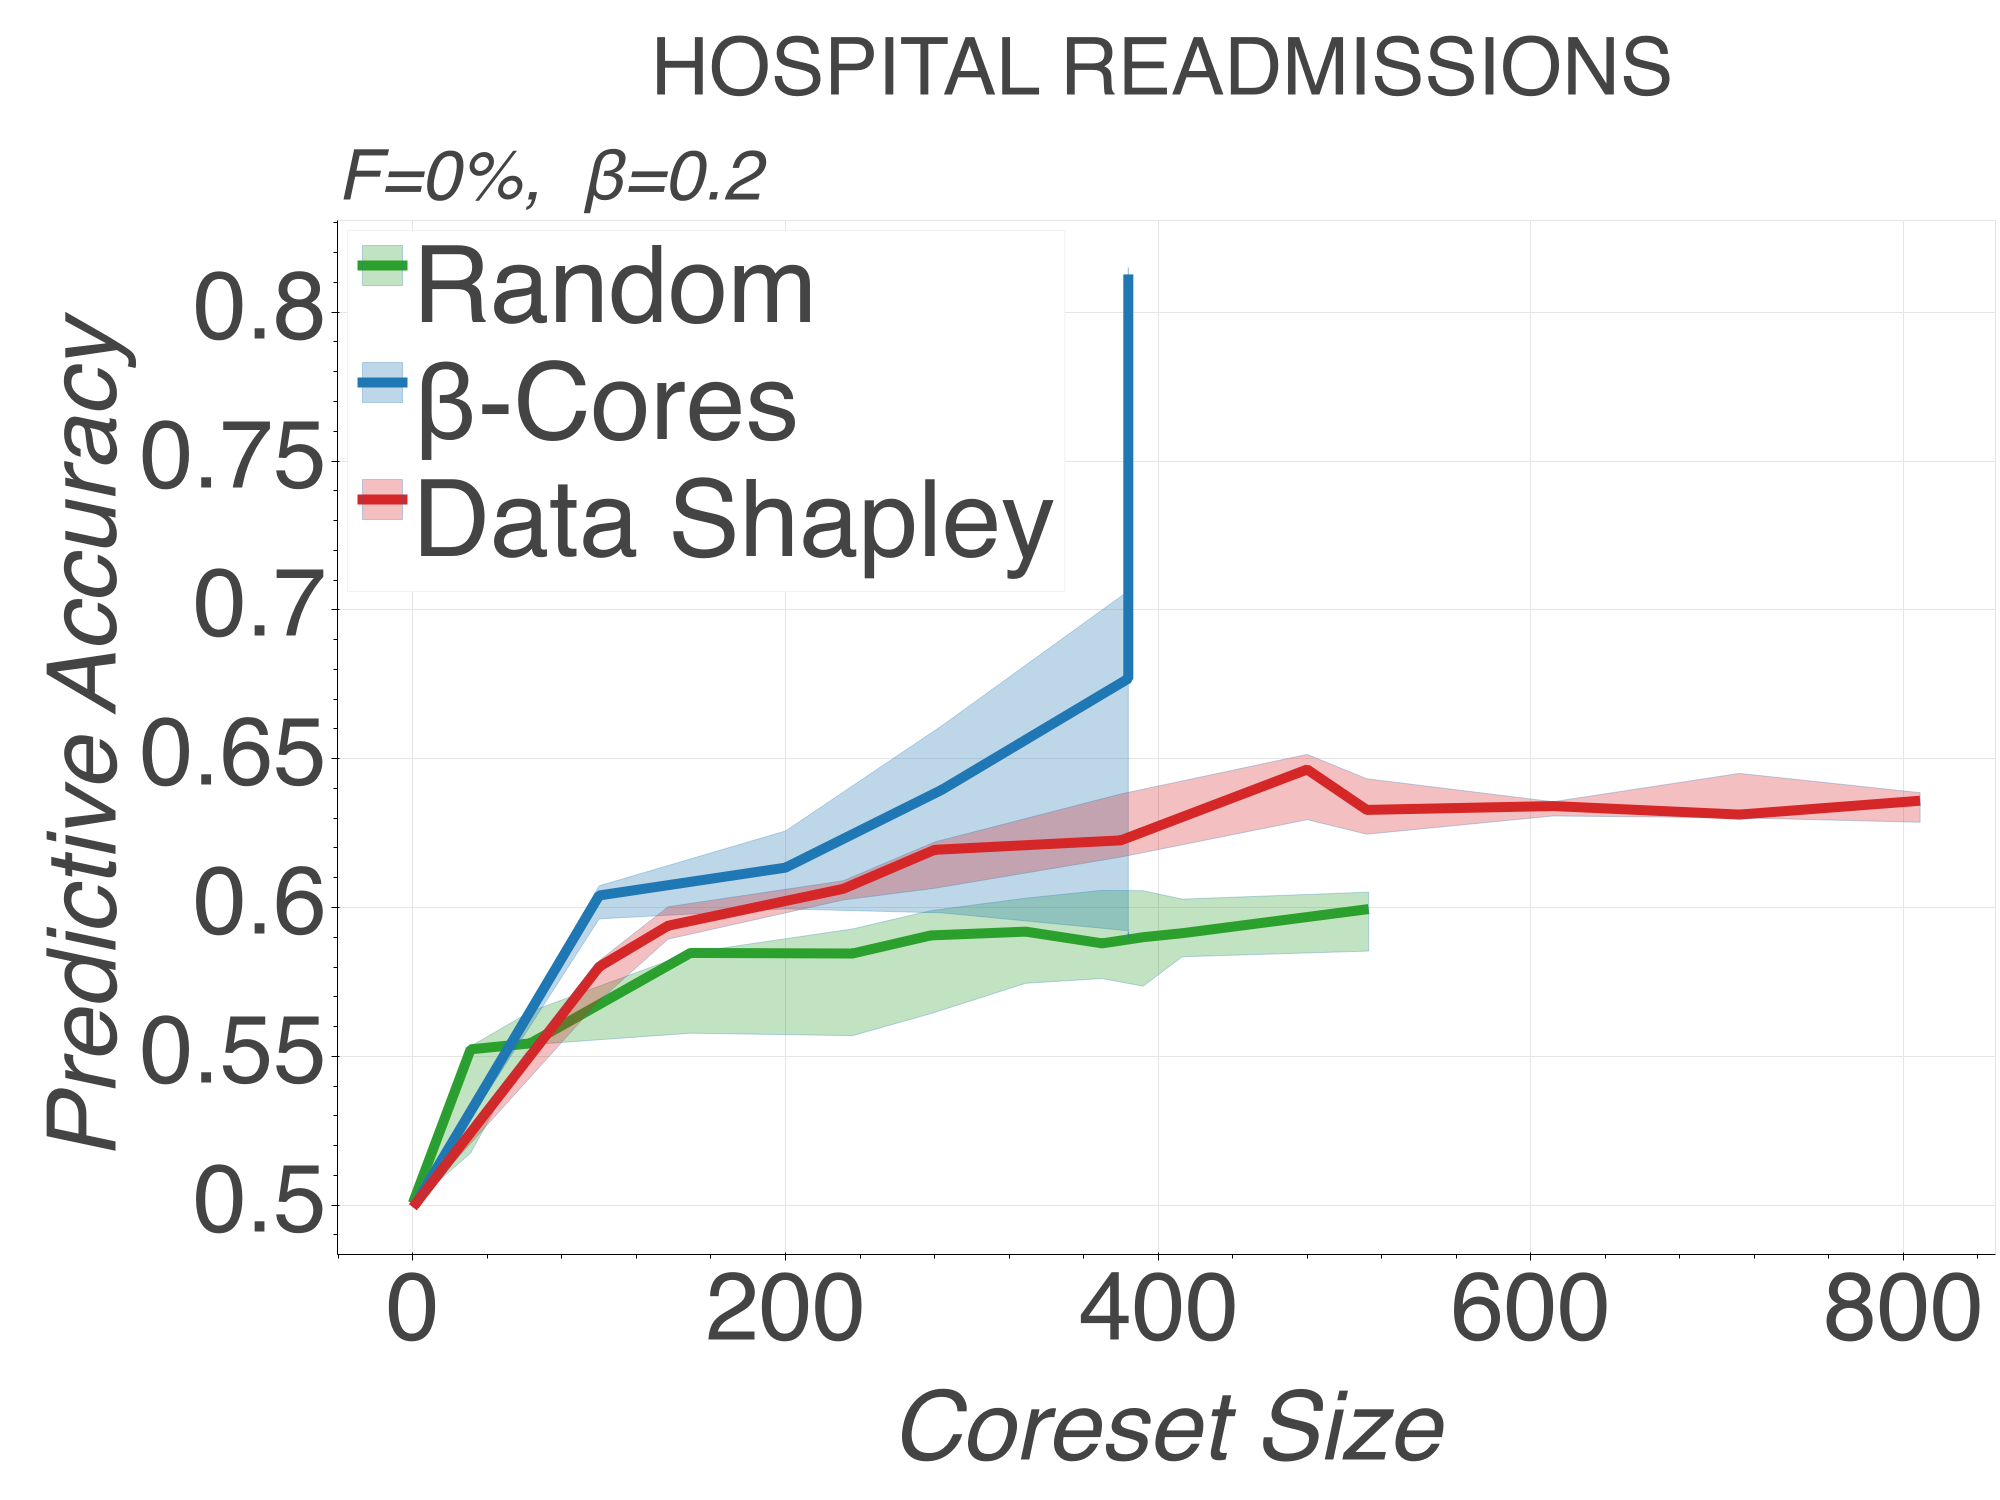 HOSPITAL READMISSIONS
F=0%, β=0.2
Random
β-Cores
Data Shapley
Predictive Accuracy
0.8
0.75
0.7
0.65
0.6
0.55
0.5
0 200 400 600 800
Coreset Size